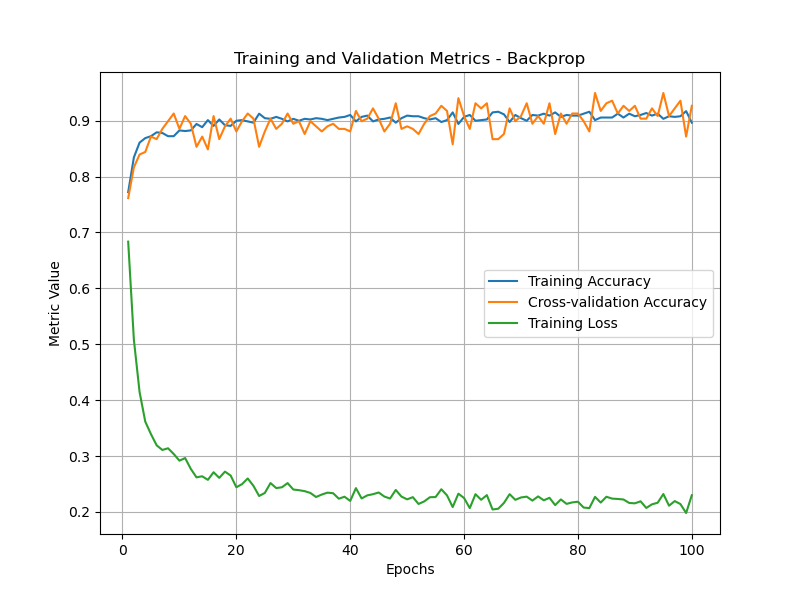 Training and Validation Metrics - Backprop
0.9
0.8
0.7
0.6
0.5
0.4
0.3
0.2
Metric Value
Training Accuracy
Cross-validation Accuracy
Training Loss
0 20 40 60 80 100
Epochs